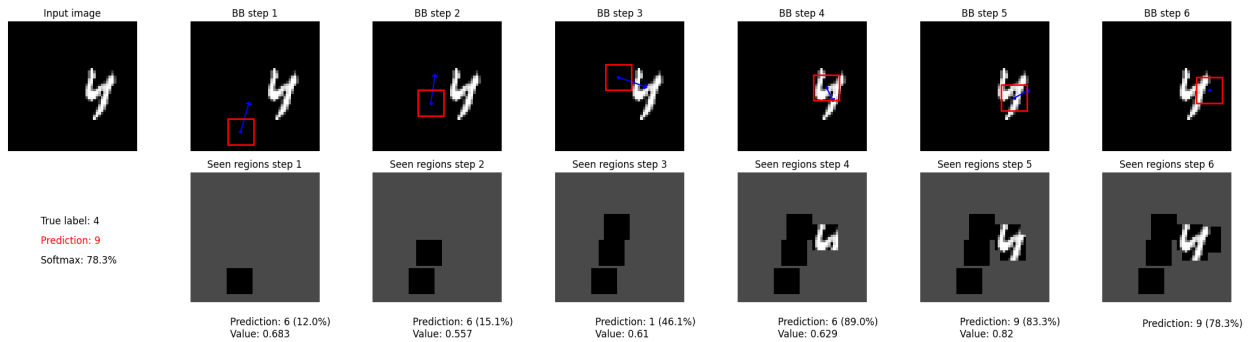 Input image
BB step 1
BB step 2
BB step 3
BB step 4
BB step 5
BB step 6
Seen regions step 1
Seen regions step 2
Seen regions step 3
Seen regions step 4
Seen regions step 5
Seen regions step 6
True label: 4
Prediction: 9
Softmax: 78.3%
Prediction: 6 (12.0%)
Value: 0.683
Prediction: 6 (15.1%)
Value: 0.557
Prediction: 1 (46.1%)
Value: 0.61
Prediction: 6 (89.0%)
Value: 0.629
Prediction: 9 (83.3%)
Value: 0.82
Prediction: 9 (78.3%)